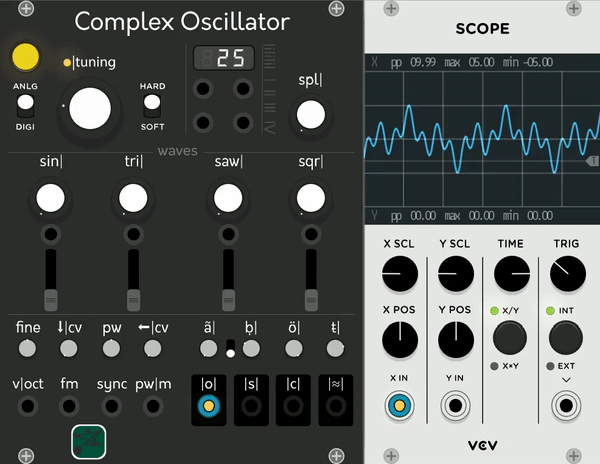 Complex Oscillator
SCOPE
|tuning
25
spl|
ANLG
DIGI
HARD
SOFT
X pp 09.99 max 05.00 min -05.00
T
Y pp 00.00 max 00.00 min 00.00
waves
sin|
tri|
saw|
sqr|
X SCL
Y SCL
TIME
TRIG
X POS
Y POS
X/Y
INT
X×Y
EXT
fine
↓|cv
pw
←|cv
ã|
b̩|
ö|
t|
X IN
Y IN
v|oct
fm
sync
pw|m
|o|
|s|
|c|
|≈|
VCV